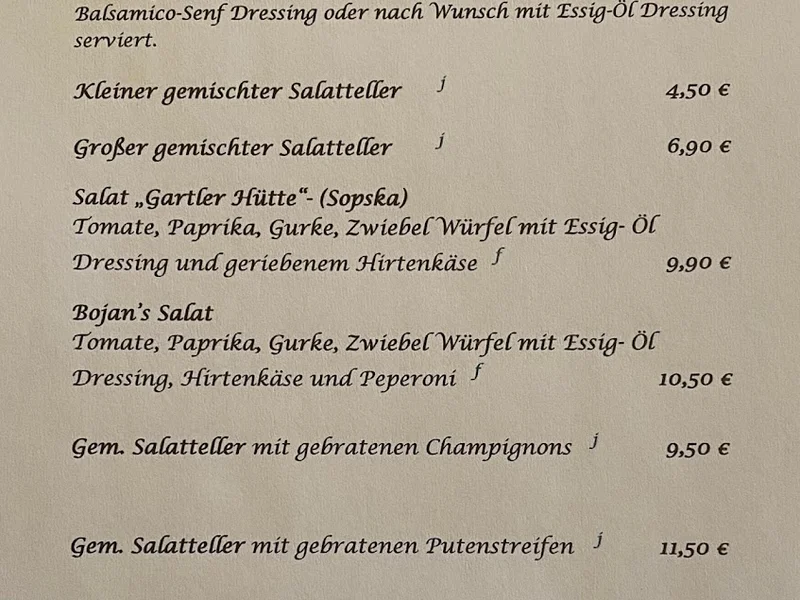 Balsamico-Senf Dressing oder nach Wunsch mit Essig-Öl Dressing
serviert.
Kleiner gemischter Salatteller j 4,50 €
Großer gemischter Salatteller j 6,90 €
Salat „Gartler Hütte“- (Sopska)
Tomate, Paprika, Gurke, Zwiebel Würfel mit Essig- Öl
Dressing und geriebenem Hirtenkäse f 9,90 €
Bojan's Salat
Tomate, Paprika, Gurke, Zwiebel Würfel mit Essig- Öl
Dressing, Hirtenkäse und Peperoni f 10,50 €
Gem. Salatteller mit gebratenen Champignons j 9,50 €
Gem. Salatteller mit gebratenen Putenstreifen j 11,50 €